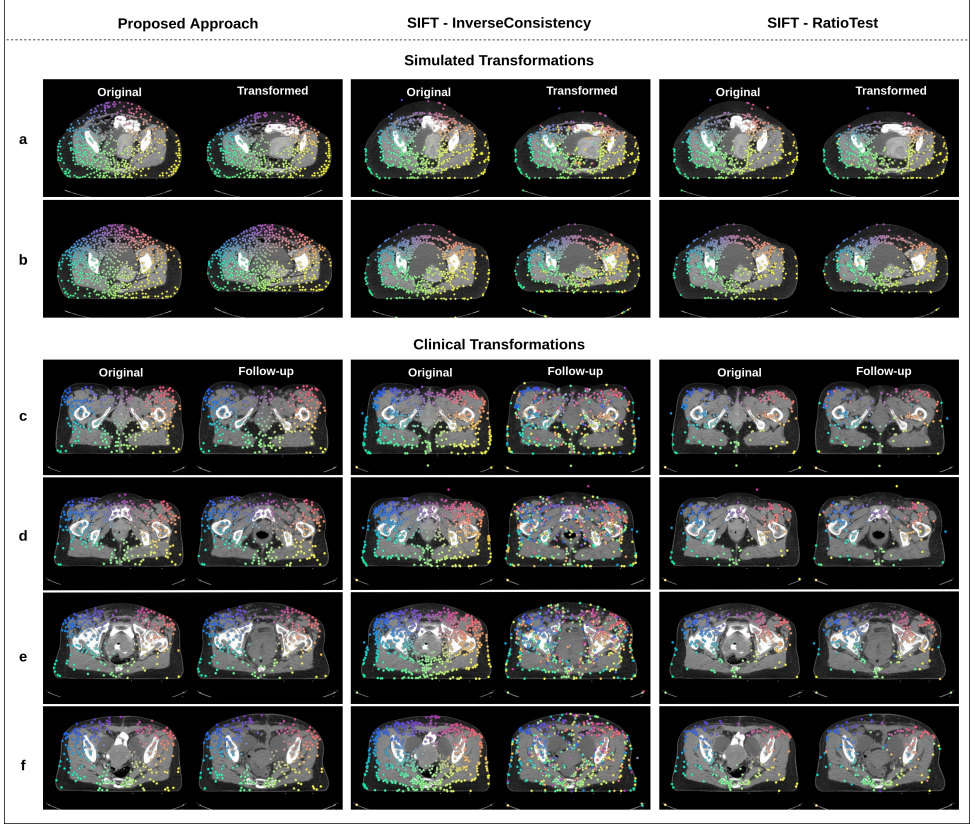 Proposed Approach SIFT - InverseConsistency SIFT - RatioTest
Simulated Transformations
Original Transformed Original Transformed Original Transformed
a
b
Clinical Transformations
Original Follow-up Original Follow-up Original Follow-up
c
d
e
f